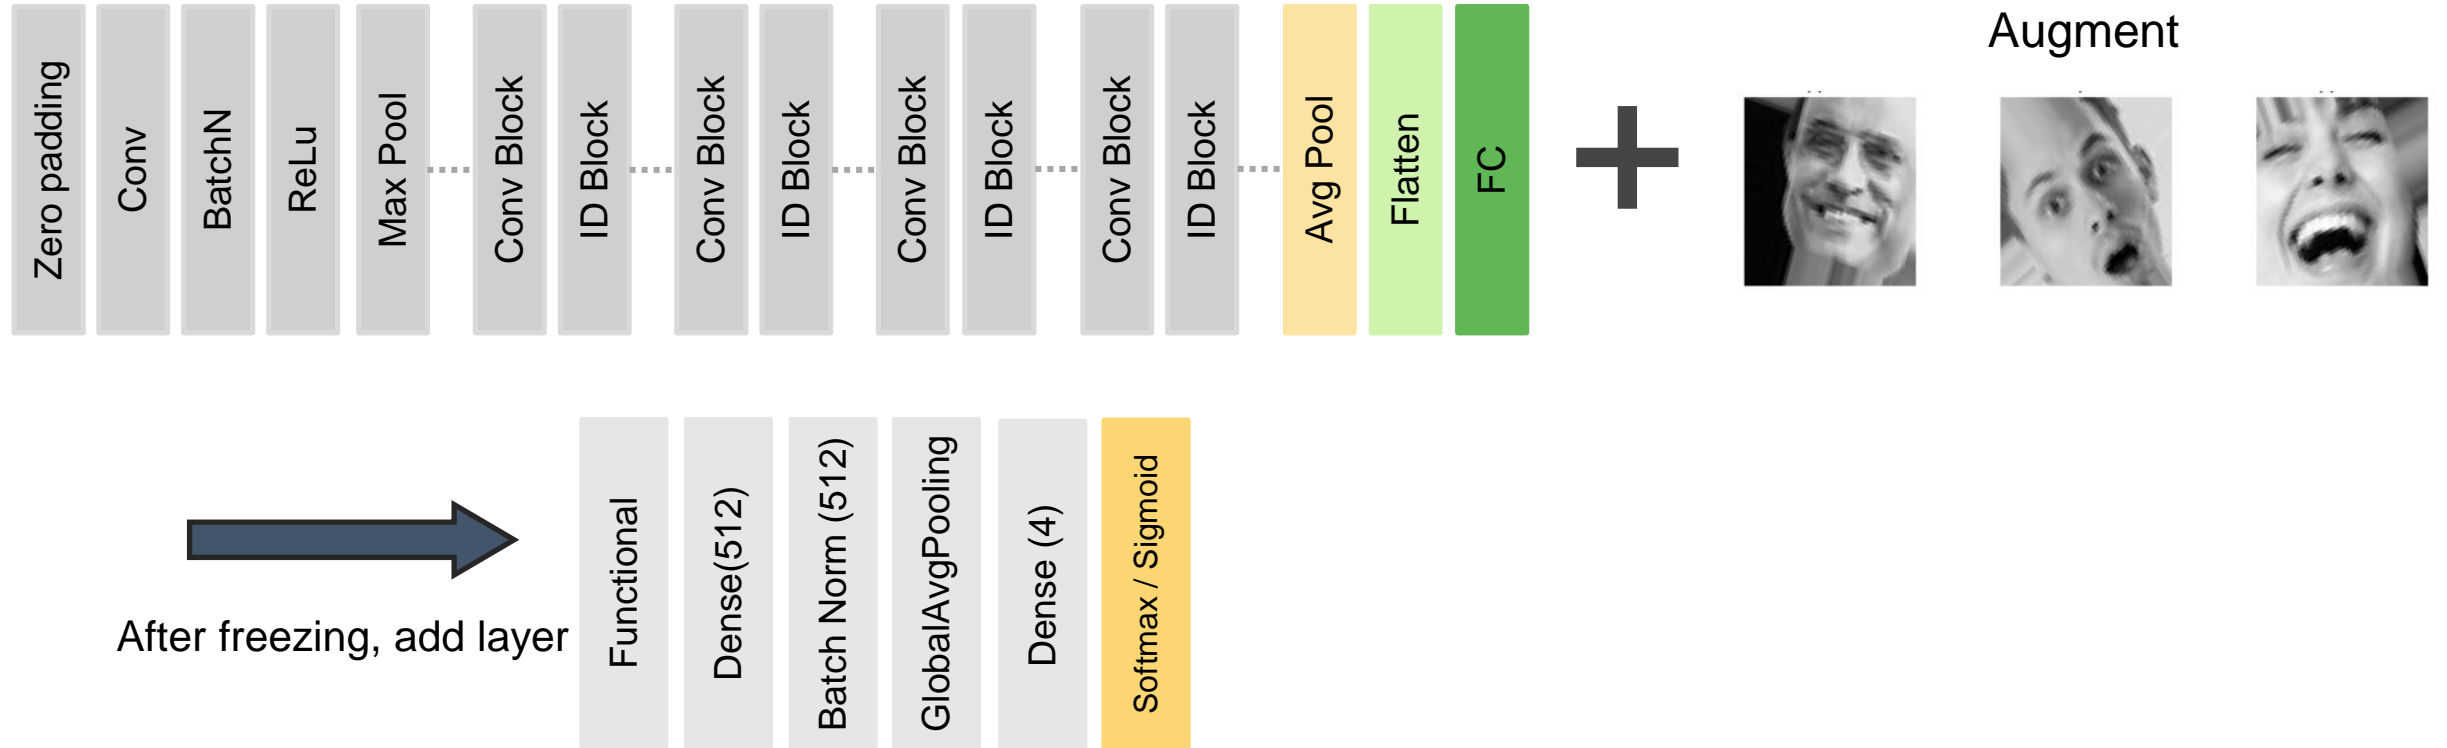 Zero padding
Conv
BatchN
ReLu
Max Pool
Conv Block
ID Block
Conv Block
ID Block
Conv Block
ID Block
Conv Block
ID Block
Avg Pool
Flatten
FC
Augment
After freezing, add layer
Functional
Dense(512)
Batch Norm (512)
GlobalAvgPooling
Dense (4)
Softmax / Sigmoid